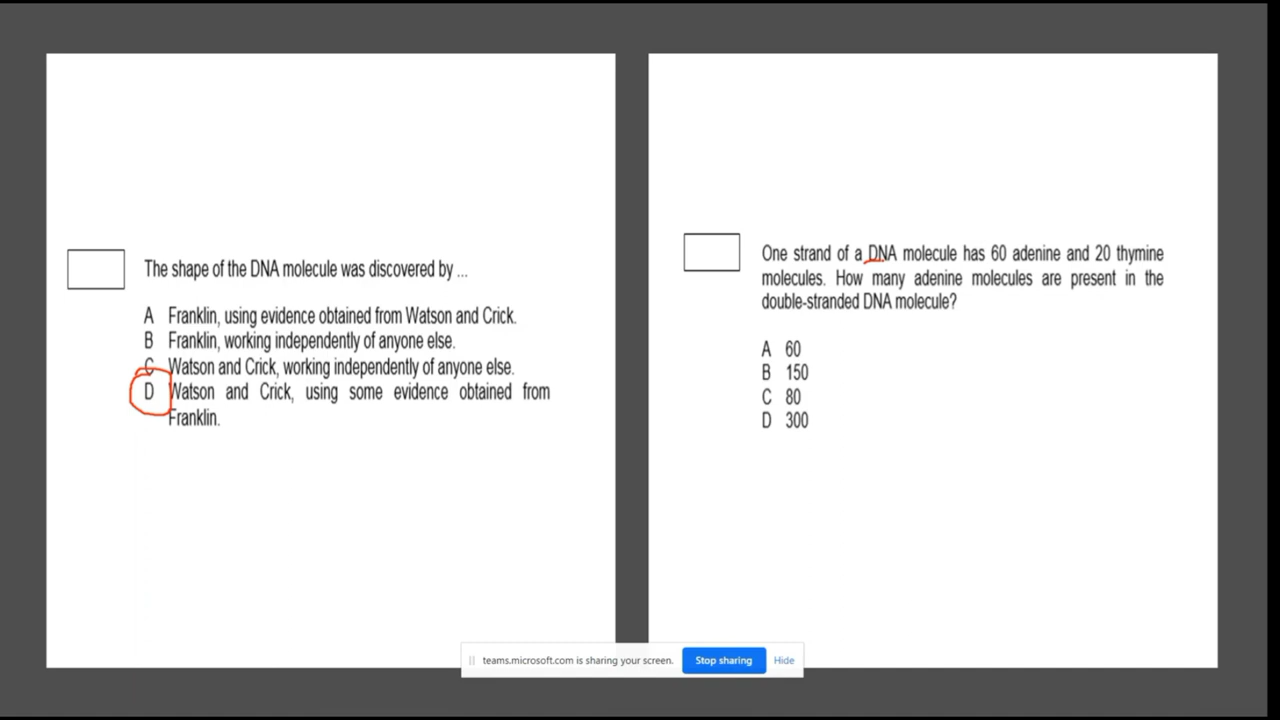 The shape of the DNA molecule was discovered by ...
A Franklin, using evidence obtained from Watson and Crick.
B Franklin, working independently of anyone else.
C Watson and Crick, working independently of anyone else.
D Watson and Crick, using some evidence obtained from
Franklin.
One strand of a DNA molecule has 60 adenine and 20 thymine
molecules. How many adenine molecules are present in the
double-stranded DNA molecule?
A 60
B 150
C 80
D 300
teams.microsoft.com is sharing your screen. Stop sharing Hide